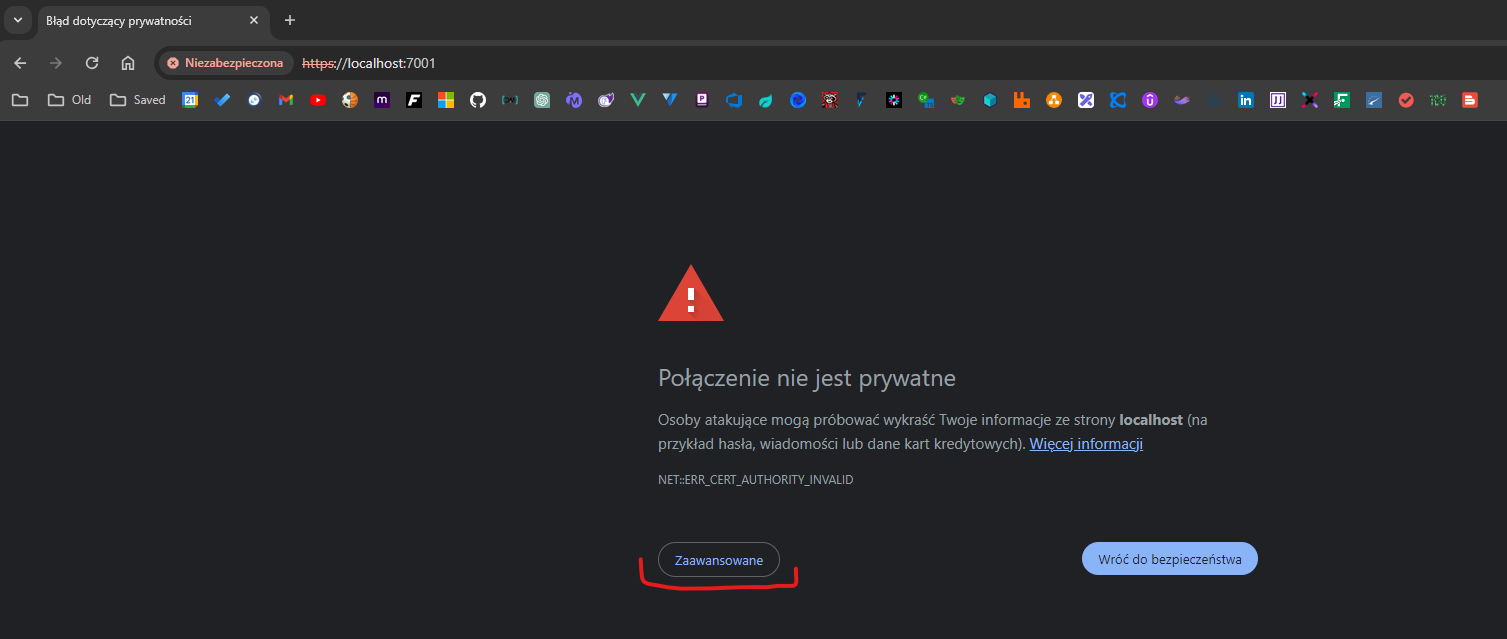 Błąd dotyczący prywatności
Niezabezpieczona https://localhost:7001
Old Saved
Połączenie nie jest prywatne
Osoby atakujące mogą próbować wykraść Twoje informacje ze strony localhost (na
przykład hasła, wiadomości lub dane kart kredytowych). Więcej informacji
NET::ERR_CERT_AUTHORITY_INVALID
Zaawansowane Wróć do bezpieczeństwa